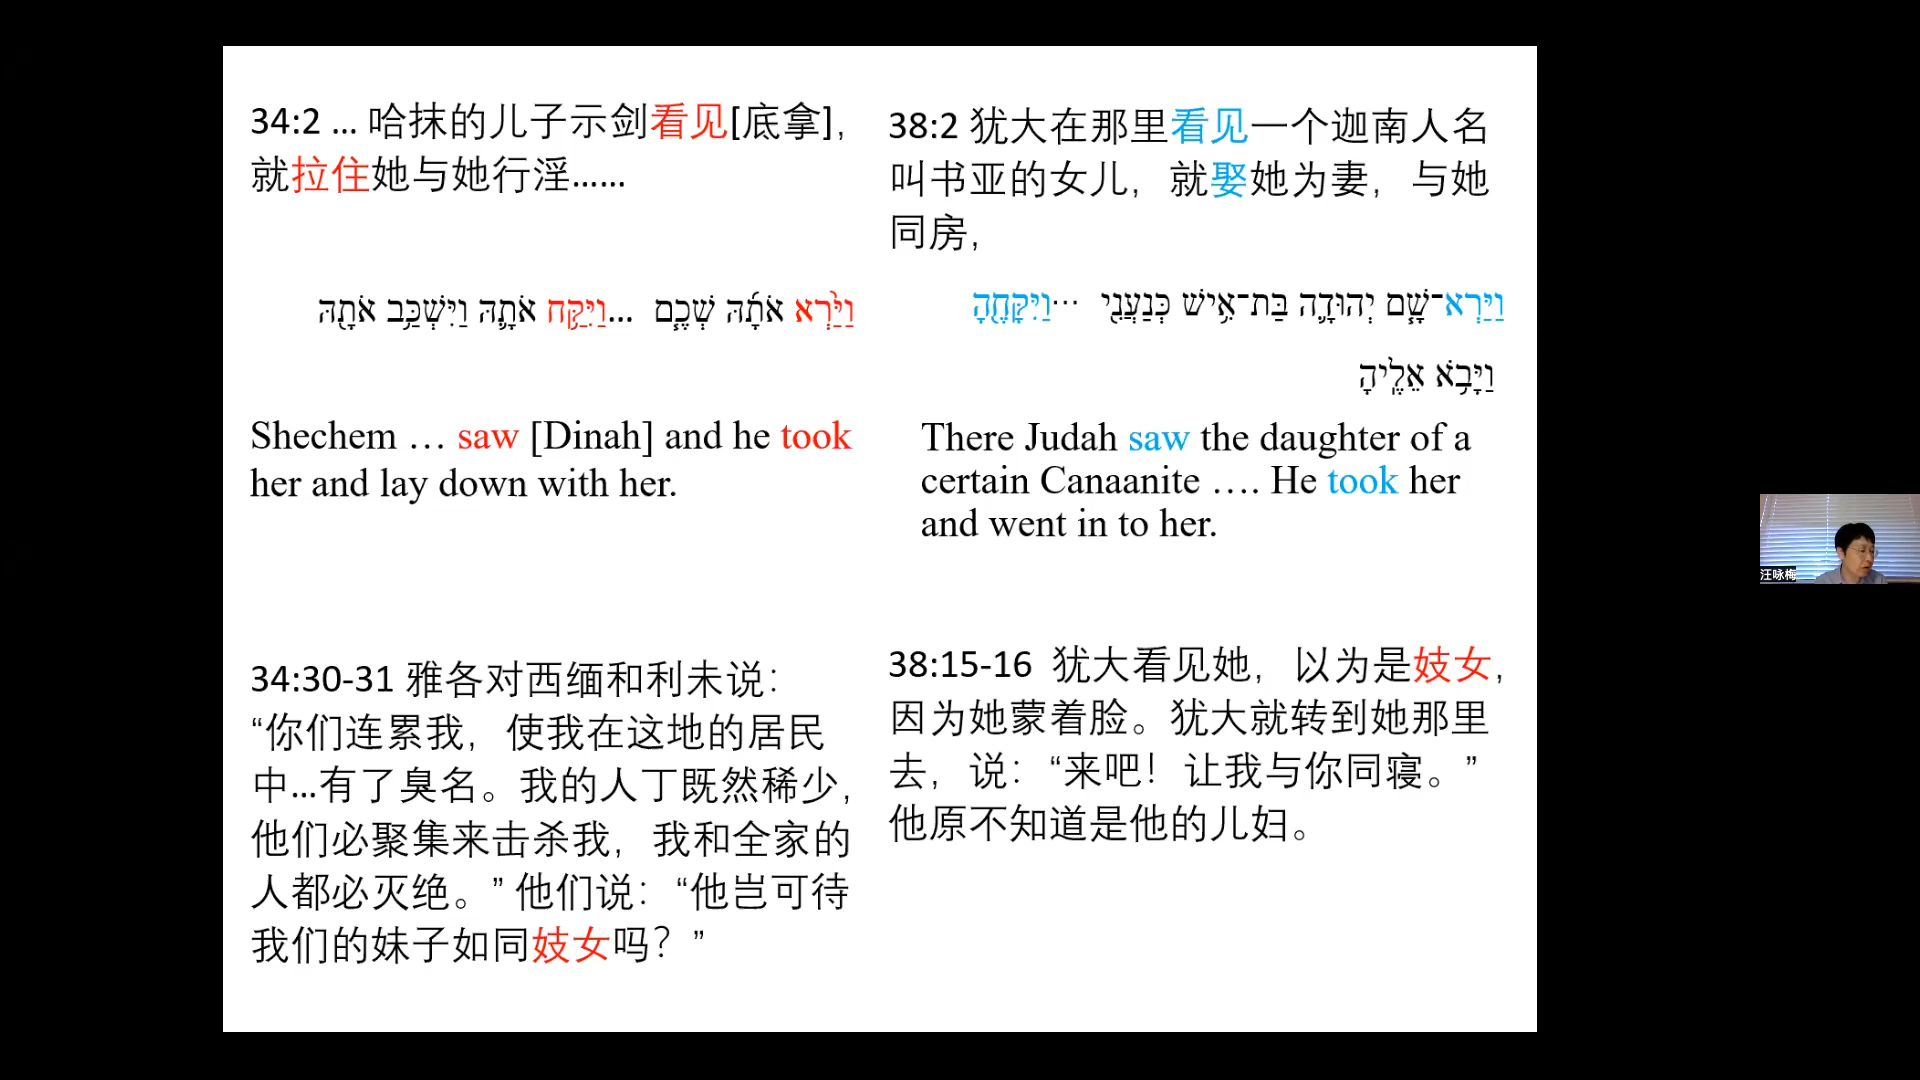 34:2 ... 哈抹的儿子示剑看见[底拿],
就拉住她与她行淫......
וַיַּ֨רְא אֹתָ֜הּ שְׁכֶ֧ם ...וַיִּקַּ֥ח אֹתָ֛הּ וַיִּשְׁכַּ֥ב אֹתָ֖הּ
Shechem … saw [Dinah] and he took
her and lay down with her.
34:30-31 雅各对西缅和利未说：
“你们连累我，使我在这地的居民
中...有了臭名。我的人丁既然稀少,
他们必聚集来击杀我，我和全家的
人都必灭绝。” 他们说：“他岂可待
我们的妹子如同妓女吗？”
38:2 犹大在那里看见一个迦南人名
叫书亚的女儿，就娶她为妻，与她
同房,
וַיַּרְא־שָׁ֧ם יְהוּדָ֛ה בַּת־אִ֥ישׁ כְּנַעֲנִ֖י ···וַיִּקָּחֶ֖הָ
וַיָּבֹ֥א אֵלֶֽיהָ
There Judah saw the daughter of a
certain Canaanite …. He took her
and went in to her.
38:15-16 犹大看见她，以为是妓女,
因为她蒙着脸。犹大就转到她那里
去，说：“来吧！让我与你同寝。”
他原不知道是他的儿妇。
汪咏梅